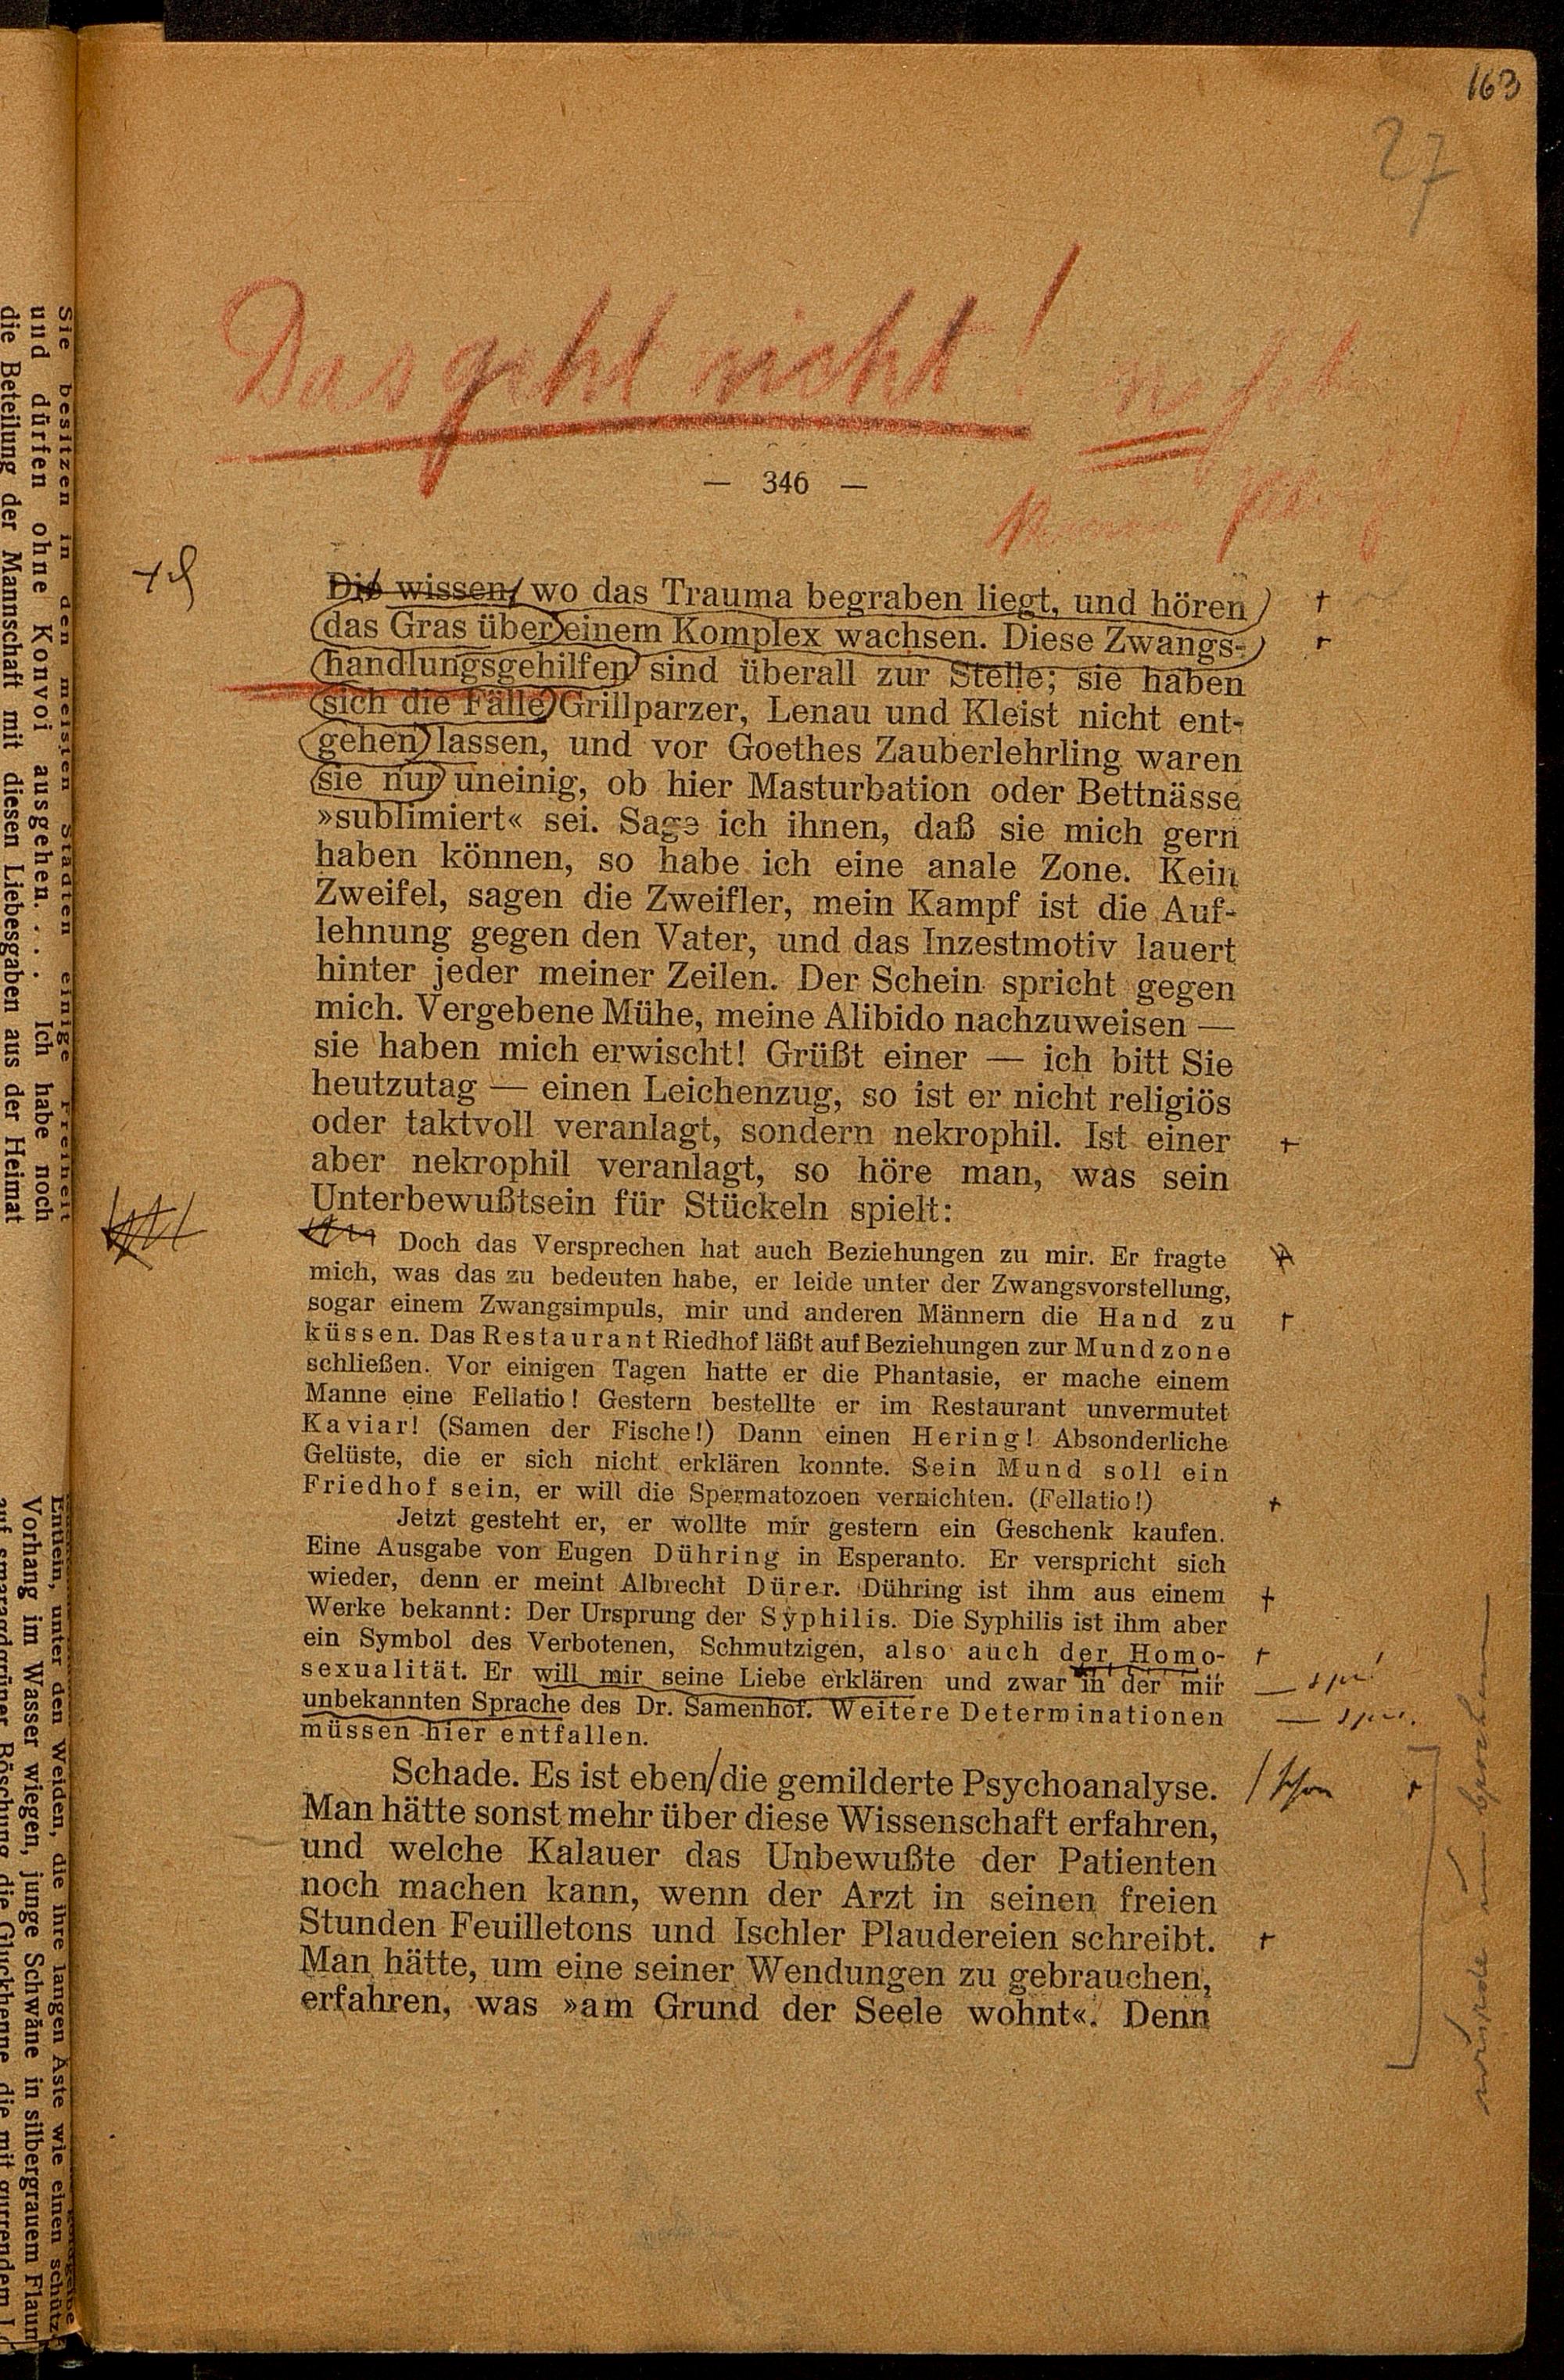 163
27
Das geht nicht!
— 346 —
Die wissen, wo das Trauma begraben liegt, und hören
das Gras über einem Komplex wachsen. Diese Zwangs-
handlungsgehilfen sind überall zur Stelle; sie haben
sich die Fälle Grillparzer, Lenau und Kleist nicht ent-
gehen lassen, und vor Goethes Zauberlehrling waren
sie nur uneinig, ob hier Masturbation oder Bettnässe
»sublimiert« sei. Sage ich ihnen, daß sie mich gern
haben können, so habe ich eine anale Zone. Kein
Zweifel, sagen die Zweifler, mein Kampf ist die Auf-
lehnung gegen den Vater, und das Inzestmotiv lauert
hinter jeder meiner Zeilen. Der Schein spricht gegen
mich. Vergebene Mühe, meine Alibido nachzuweisen —
sie haben mich erwischt! Grüßt einer — ich bitt Sie
heutzutag — einen Leichenzug, so ist er nicht religiös
oder taktvoll veranlagt, sondern nekrophil. Ist einer
aber nekrophil veranlagt, so höre man, was sein
Unterbewußtsein für Stückeln spielt:
Doch das Versprechen hat auch Beziehungen zu mir. Er fragte
mich, was das zu bedeuten habe, er leide unter der Zwangsvorstellung,
sogar einem Zwangsimpuls, mir und anderen Männern die Hand zu
küssen. Das Restaurant Riedhof läßt auf Beziehungen zur Mundzone
schließen. Vor einigen Tagen hatte er die Phantasie, er mache einem
Manne eine Fellatio! Gestern bestellte er im Restaurant unvermutet
Kaviar! (Samen der Fische!) Dann einen Hering! Absonderliche
Gelüste, die er sich nicht erklären konnte. Sein Mund soll ein
Friedhof sein, er will die Spermatozoen vernichten. (Fellatio!)
Jetzt gesteht er, er wollte mir gestern ein Geschenk kaufen.
Eine Ausgabe von Eugen Dühring in Esperanto. Er verspricht sich
wieder, denn er meint Albrecht Dürer. Dühring ist ihm aus einem
Werke bekannt: Der Ursprung der Syphilis. Die Syphilis ist ihm aber
ein Symbol des Verbotenen, Schmutzigen, also auch der Homo-
sexualität. Er will mir seine Liebe erklären und zwar in der mir
unbekannten Sprache des Dr. Samenhof. Weitere Determinationen
müssen hier entfallen.
Schade. Es ist eben/die gemilderte Psychoanalyse. / schon
Man hätte sonst mehr über diese Wissenschaft erfahren,
und welche Kalauer das Unbewußte der Patienten
noch machen kann, wenn der Arzt in seinen freien
Stunden Feuilletons und Ischler Plaudereien schreibt.
Man hätte, um eine seiner Wendungen zu gebrauchen,
erfahren, was »am Grund der Seele wohnt«. Denn
Sie besitzen in den meisten Städten einige Freiheit
und dürfen ohne Konvoi ausgehen. . . . Ich habe noch
die Beteilung der Mannschaft mit diesen Liebesgaben aus der Heimat
Entlein, unter den Weiden, die ihre langen Äste wie einen
Vorhang im Wasser wiegen, junge Schwäne in silbergrauem